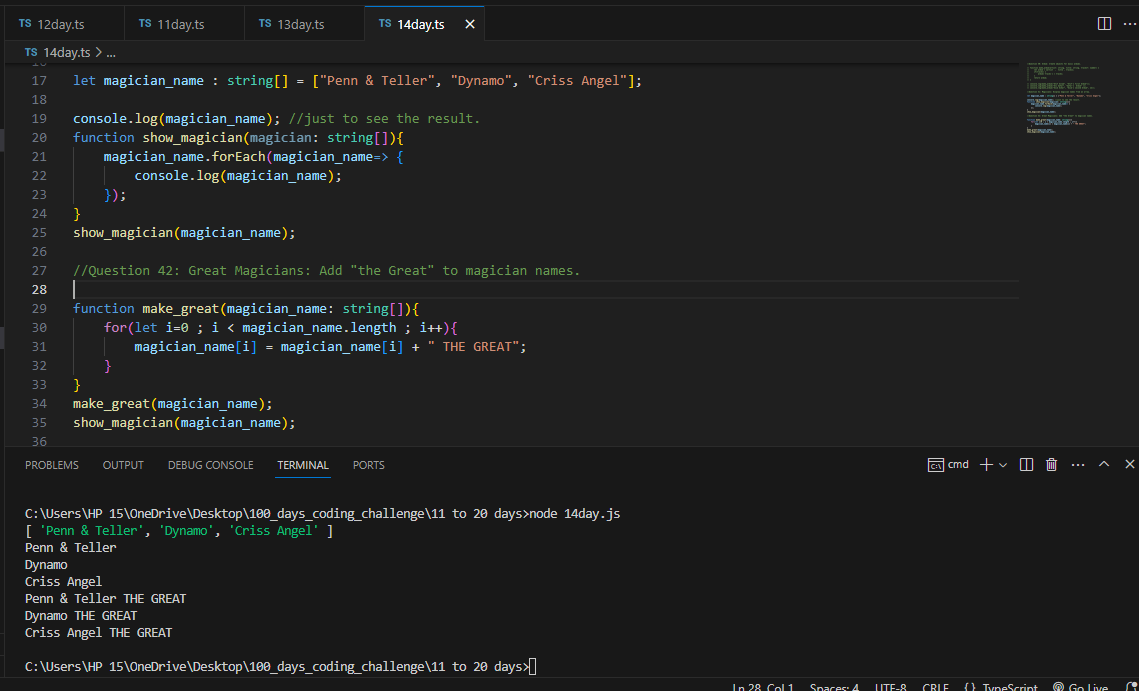 TS 12day.ts TS 11day.ts TS 13day.ts TS 14day.ts
TS 14day.ts > ...
17 let magician_name : string[] = ["Penn & Teller", "Dynamo", "Criss Angel"];
18
19 console.log(magician_name); //just to see the result.
20 function show_magician(magician: string[]){
21 magician_name.forEach(magician_name=> {
22 console.log(magician_name);
23 });
24 }
25 show_magician(magician_name);
26
27 //Question 42: Great Magicians: Add "the Great" to magician names.
28
29 function make_great(magician_name: string[]){
30 for(let i=0 ; i < magician_name.length ; i++){
31 magician_name[i] = magician_name[i] + " THE GREAT";
32 }
33 }
34 make_great(magician_name);
35 show_magician(magician_name);
36
PROBLEMS OUTPUT DEBUG CONSOLE TERMINAL PORTS cmd
C:\Users\HP 15\OneDrive\Desktop\100_days_coding_challenge\11 to 20 days>node 14day.js
[ 'Penn & Teller', 'Dynamo', 'Criss Angel' ]
Penn & Teller
Dynamo
Criss Angel
Penn & Teller THE GREAT
Dynamo THE GREAT
Criss Angel THE GREAT
C:\Users\HP 15\OneDrive\Desktop\100_days_coding_challenge\11 to 20 days>
Ln 28, Col 1 Spaces: 4 UTF-8 CRLF {} TypeScript Go Live